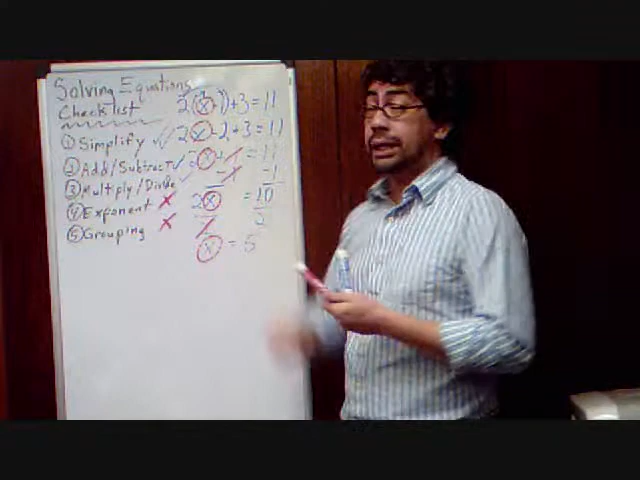 Solving Equations
Checklist
① Simplify ✓✓
② Add/Subtract ✓
③ Multiply/Divide ✓
④ Exponent ✗
⑤ Grouping ✗
2(x-1)+3=11
2x-2+3=11
2x+1=11
-1 -1
2x = 10
2 2
x = 5